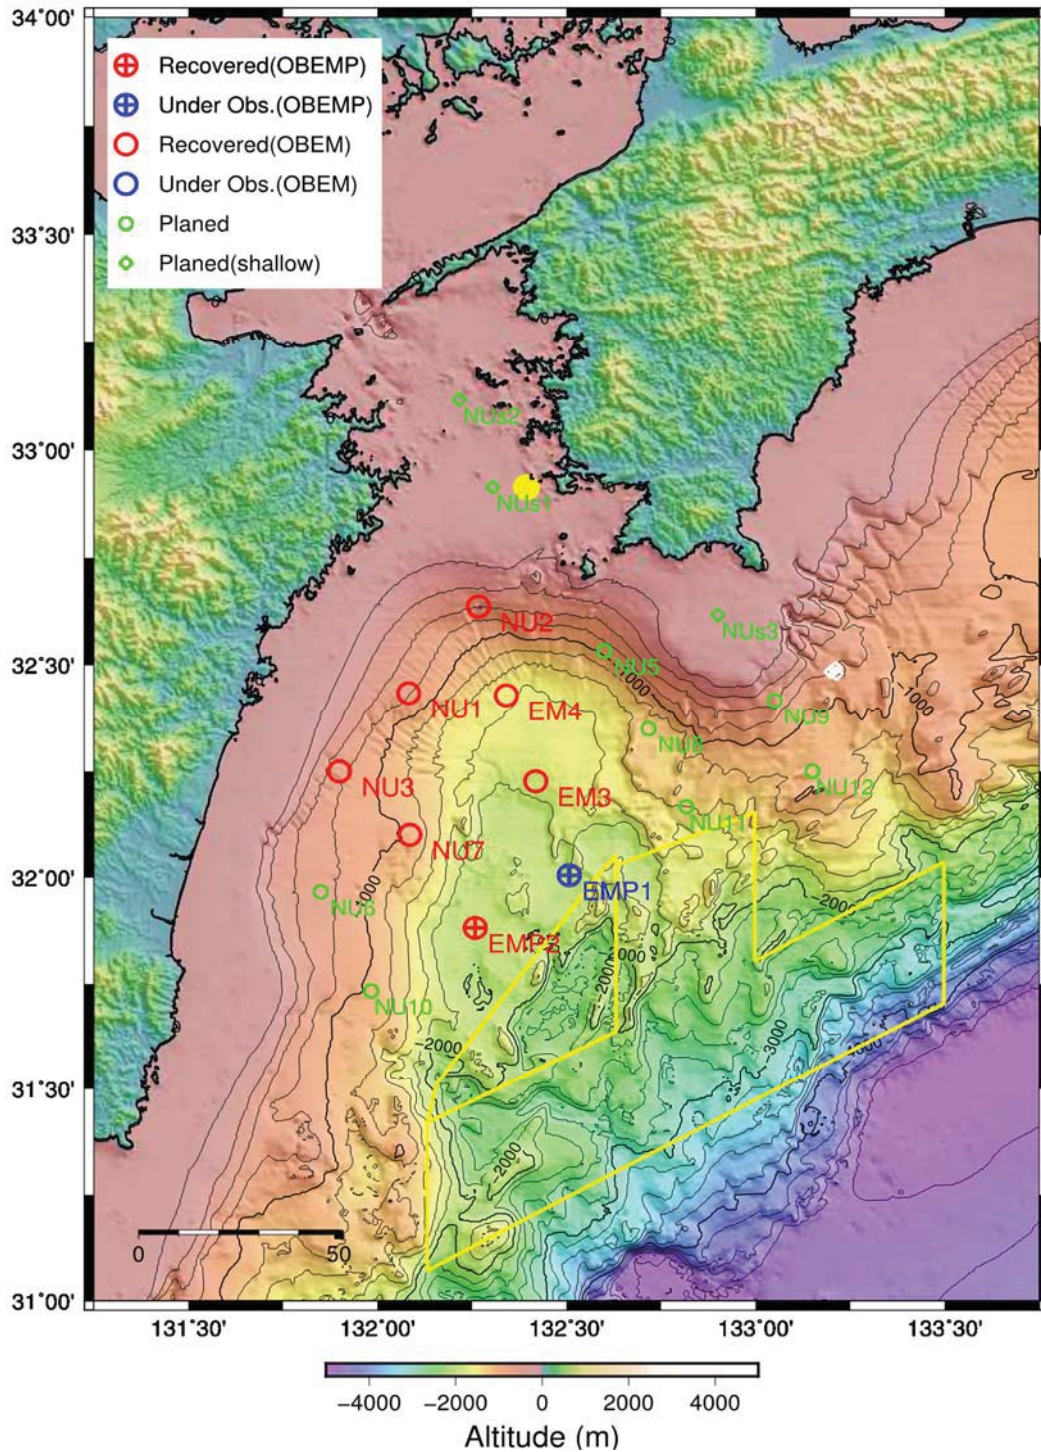 34°00'
Recovered(OBEMP)
Under Obs.(OBEMP)
Recovered(OBEM)
Under Obs.(OBEM)
Planed
Planed(shallow)
33°30'
NUs2
33°00'
NUs1
NU2
NUs3
32°30'
NU5
-1000
-1000
NU1
EM4
NU9
NU8
NU3
EM3
NU12
NU11
NU7
32°00'
EMP1
NU6
-2000
EMP2
-2000
NU10
-2000
3000
31°30'
-2000
0
50
31°00'
131°30'
132°00'
132°30'
133°00'
133°30'
-4000
-2000
0
2000
4000
Altitude (m)